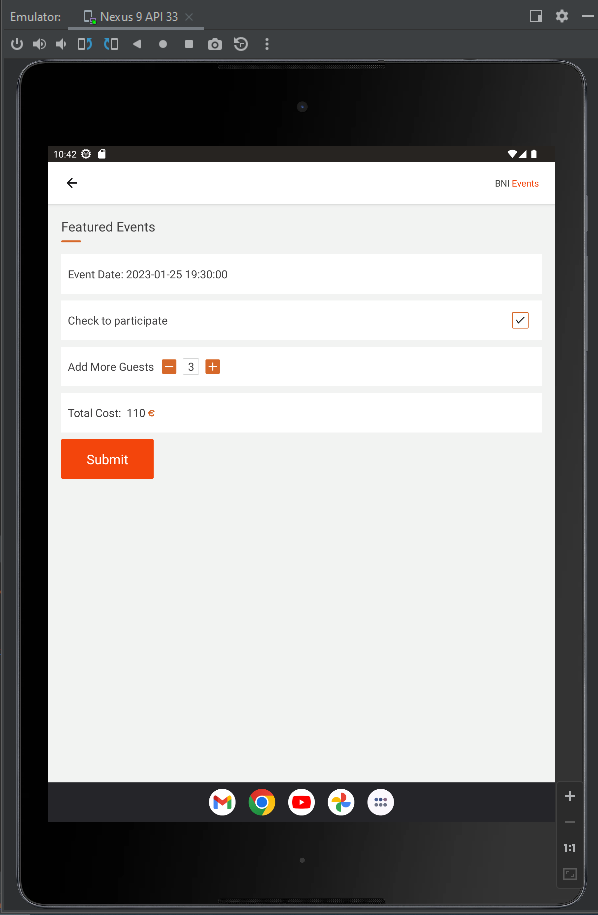 Emulator: Nexus 9 API 33
10:42
BNI Events
Featured Events
Event Date: 2023-01-25 19:30:00
Check to participate
Add More Guests 3
Total Cost: 110 €
Submit
1:1